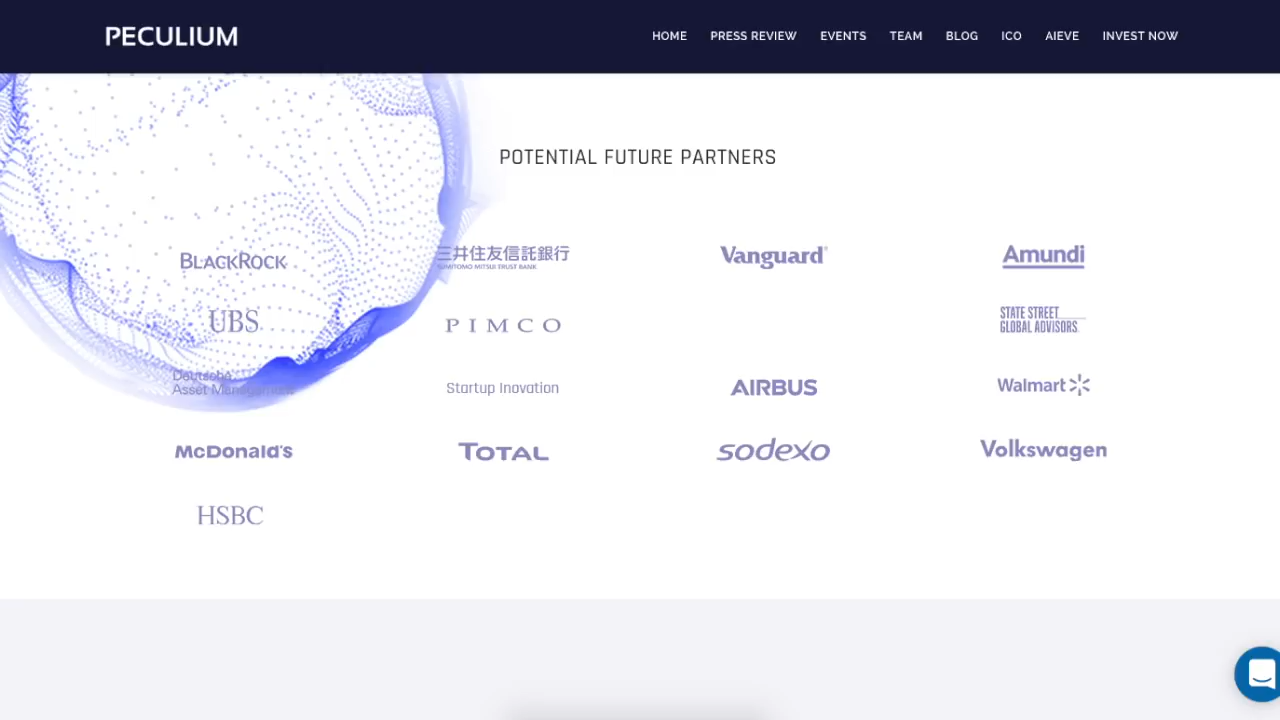 PECULIUM
HOME PRESS REVIEW EVENTS TEAM BLOG ICO AIEVE INVEST NOW
POTENTIAL FUTURE PARTNERS
BLACKROCK
三井住友信託銀行
SUMITOMO MITSUI TRUST BANK
Vanguard
Amundi
UBS
PIMCO
STATE STREET
GLOBAL ADVISORS
Deutsche
Asset Management
Startup Inovation
AIRBUS
Walmart
McDonald's
TOTAL
sodexo
Volkswagen
HSBC